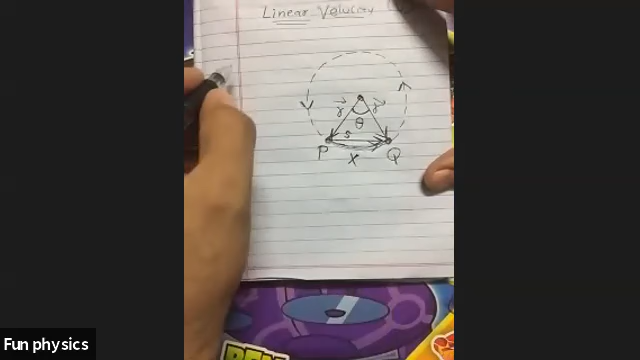 Linear Velocity
r r
θ
s
P x Q
Fun physics